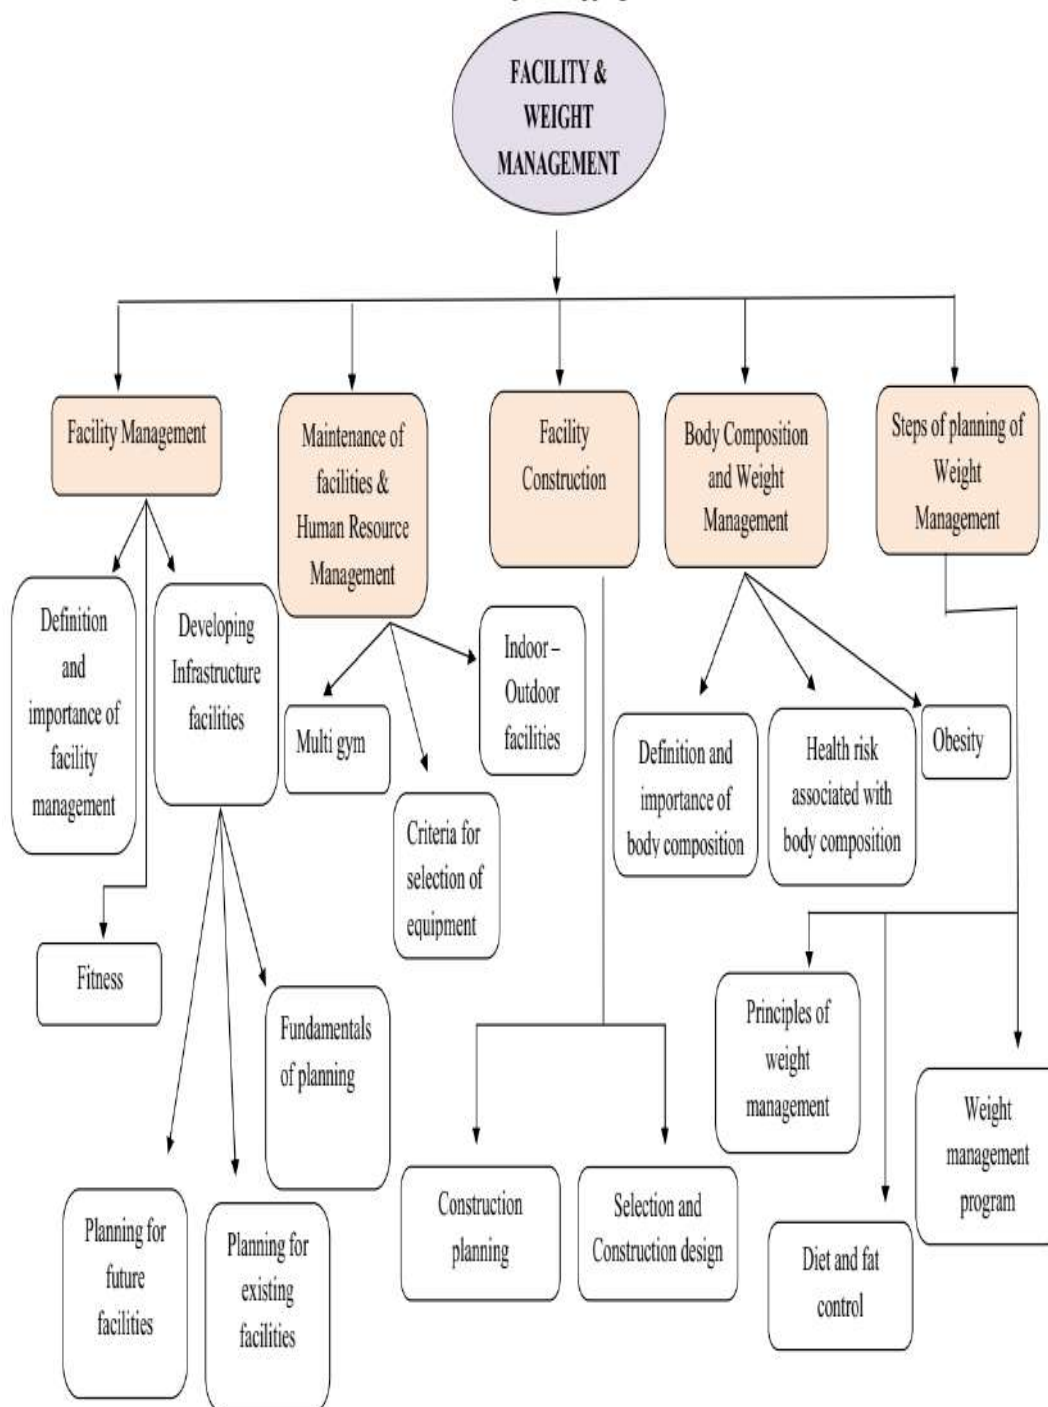 FACILITY &
WEIGHT
MANAGEMENT
Facility Management
Maintenance of
facilities &
Human Resource
Management
Facility
Construction
Body Composition
and Weight
Management
Steps of planning of
Weight
Management
Definition
and
importance of
facility
management
Developing
Infrastructure
facilities
Fitness
Multi gym
Criteria for
selection of
equipment
Indoor –
Outdoor
facilities
Definition and
importance of
body composition
Health risk
associated with
body composition
Obesity
Fundamentals
of planning
Planning for
future
facilities
Planning for
existing
facilities
Construction
planning
Selection and
Construction design
Principles of
weight
management
Diet and fat
control
Weight
management
program